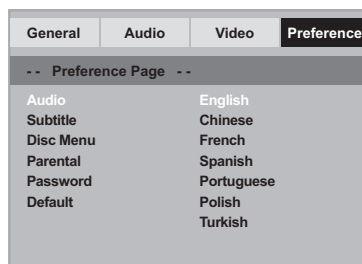 General Audio Video Preference
- - Preference Page - -
Audio English
Subtitle Chinese
Disc Menu French
Parental Spanish
Password Portuguese
Default Polish
Turkish